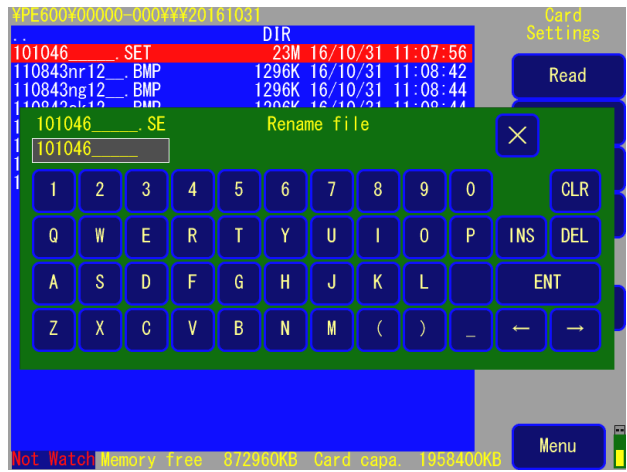 ¥PE600¥00000-000¥¥¥20161031
Card
Settings
..
DIR
101046_____.SET 23M 16/10/31 11:07:56
110843nr12__.BMP 1296K 16/10/31 11:08:42
110843ng12__.BMP 1296K 16/10/31 11:08:44
Read
101046_____.SE Rename file ×
101046_____
1 2 3 4 5 6 7 8 9 0 CLR
Q W E R T Y U I O P INS DEL
A S D F G H J K L ENT
Z X C V B N M ( ) _ ← →
Menu
Not Watch Memory free 872960KB Card capa. 1958400KB